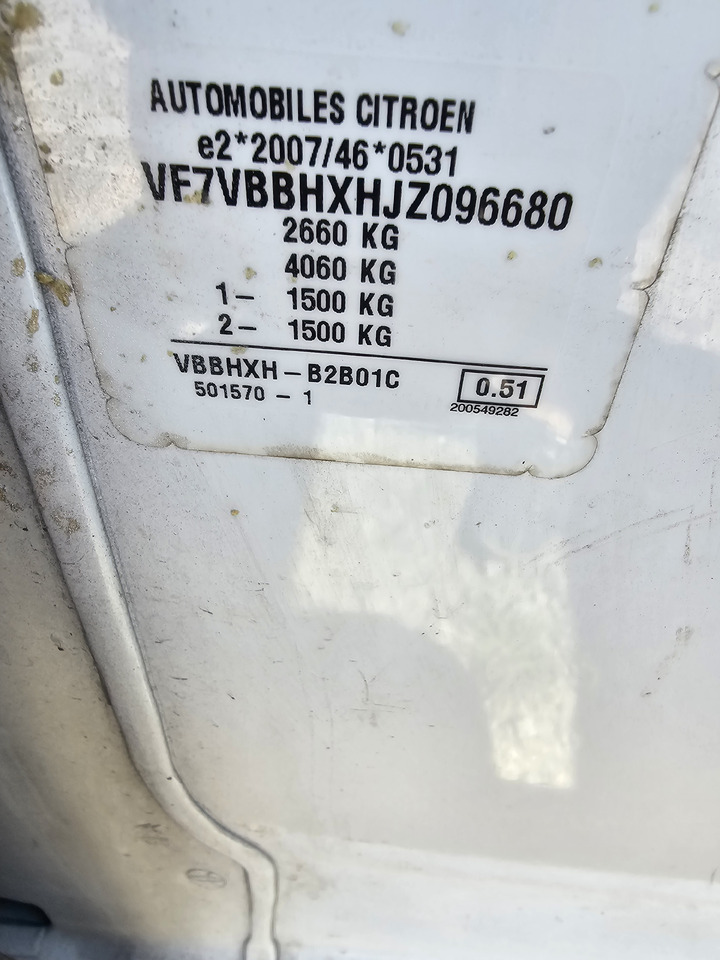 AUTOMOBILES CITROEN
e2*2007/46*0531
VF7VBBHXHJZ096680
2660 KG
4060 KG
1- 1500 KG
2- 1500 KG
VBBHXH-B2B01C
0.51
501570-1
200549282